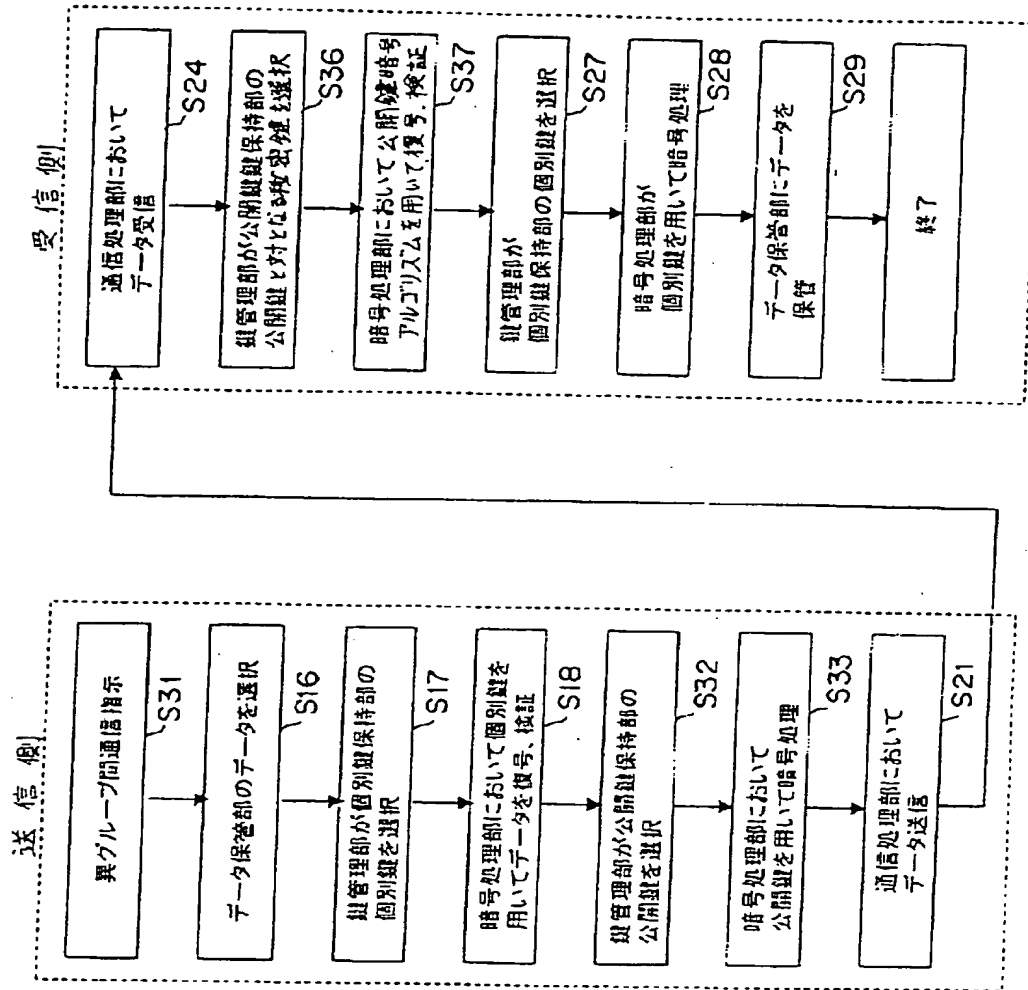 送信側
異グループ間通信指示
S31
データ保管部のデータを選択
S16
鍵管理部が個別鍵保持部の
個別鍵を選択
S17
暗号処理部において個別鍵を
用いてデータを復号、検証
S18
鍵管理部が公開鍵保持部の
公開鍵を選択
S32
暗号処理部において
公開鍵を用いて暗号処理
S33
通信処理部において
データ送信
S21
受信側
通信処理部において
データ受信
S24
鍵管理部が公開鍵鍵保持部の
公開鍵と対となる秘密鍵を選択
S36
暗号処理部において公開鍵暗号
アルゴリズムを用いて復号、検証
S37
鍵管理部が
個別鍵保持部の個別鍵を選択
S27
暗号処理部が
個別鍵を用いて暗号処理
S28
データ保管部にデータを
保管
S29
終了